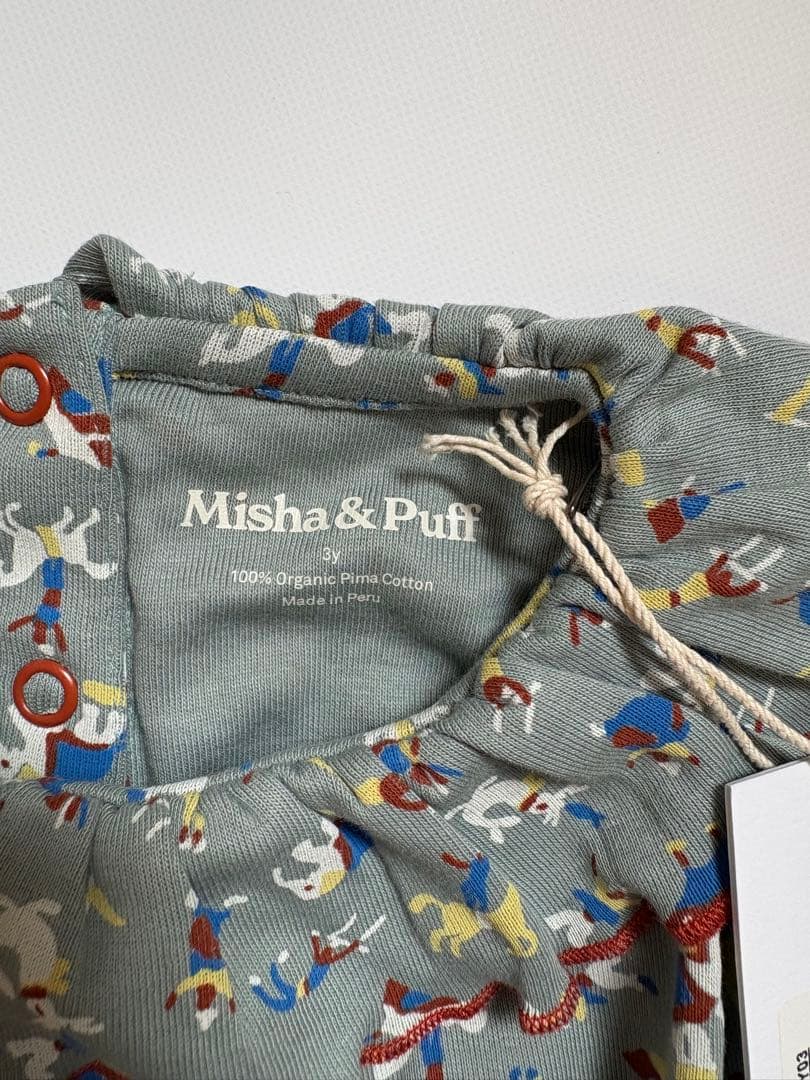 Misha & Puff
3y
100% Organic Pima Cotton
Made in Peru